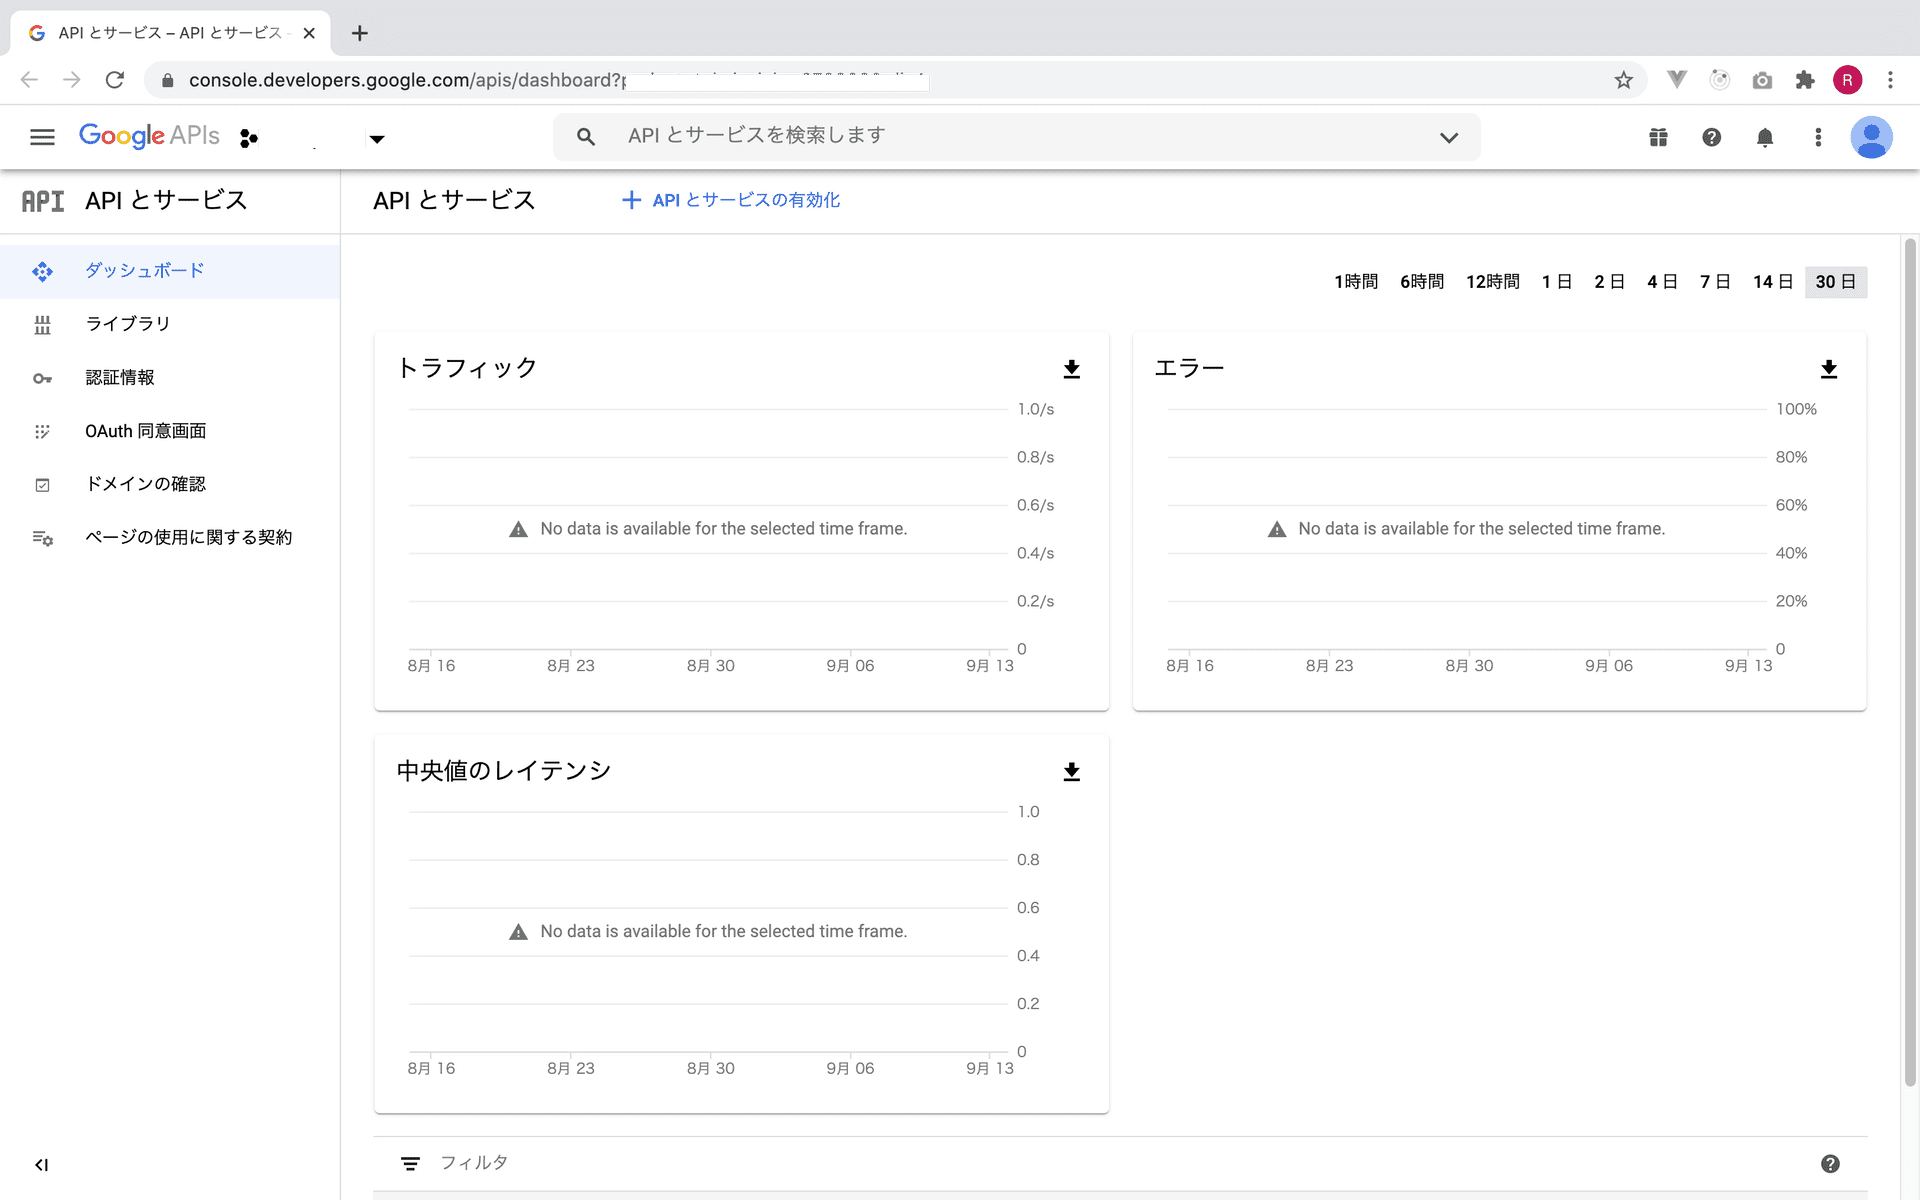 API とサービス – API とサービス -
console.developers.google.com/apis/dashboard?
Google APIs
API とサービスを検索します
R
API API とサービス
API とサービス
API とサービスの有効化
ダッシュボード
ライブラリ
認証情報
OAuth 同意画面
ドメインの確認
ページの使用に関する契約
1時間 6時間 12時間 1 日 2 日 4 日 7 日 14 日 30 日
トラフィック
1.0/s
0.8/s
0.6/s
No data is available for the selected time frame.
0.4/s
0.2/s
0
8月 16 8月 23 8月 30 9月 06 9月 13
エラー
100%
80%
60%
No data is available for the selected time frame.
40%
20%
0
8月 16 8月 23 8月 30 9月 06 9月 13
中央値のレイテンシ
1.0
0.8
0.6
No data is available for the selected time frame.
0.4
0.2
0
8月 16 8月 23 8月 30 9月 06 9月 13
フィルタ